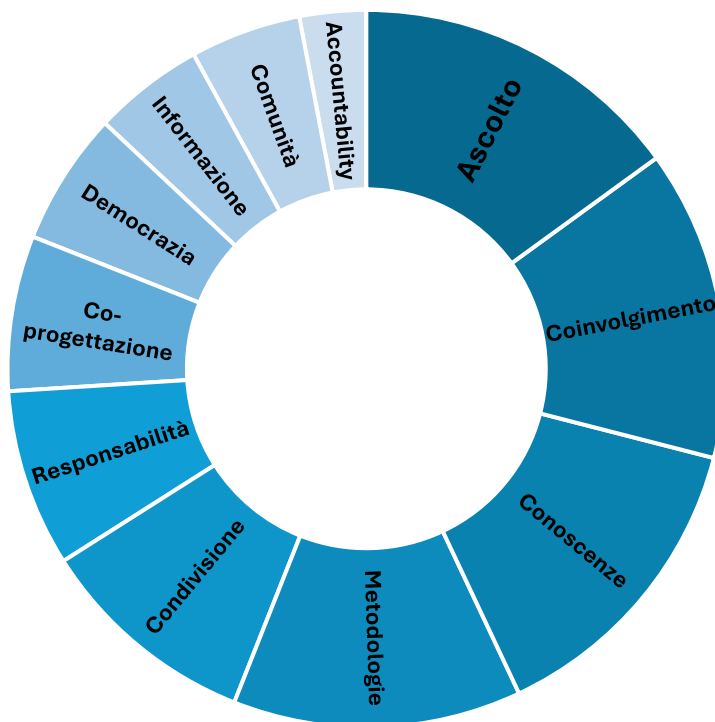 Ascolto
Coinvolgimento
Conoscenze
Metodologie
Condivisione
Responsabilità
Co-
progettazione
Democrazia
Informazione
Comunità
Accountability